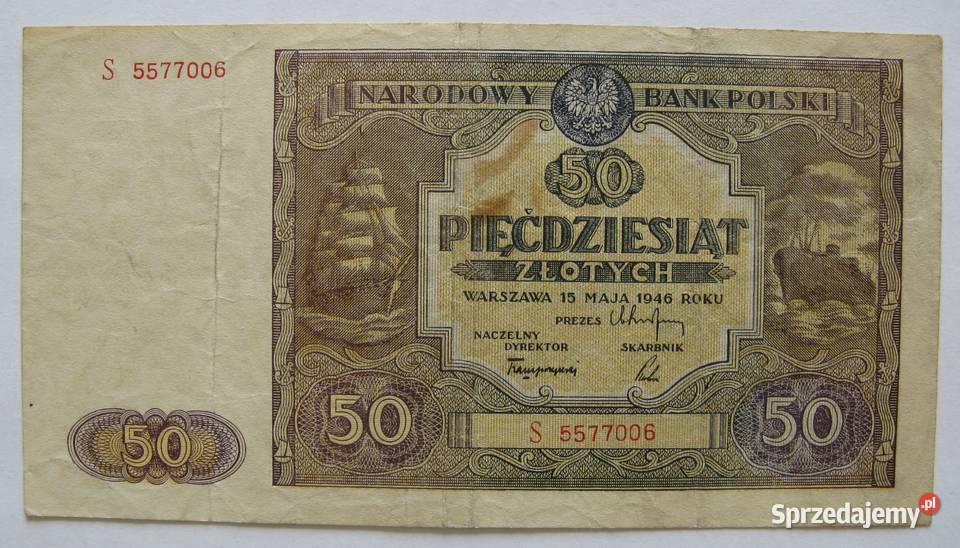 S 5577006
NARODOWY BANK POLSKI
50
PIĘĆDZIESIĄT
ZŁOTYCH
WARSZAWA 15 MAJA 1946 ROKU
PREZES
NACZELNY
DYREKTOR SKARBNIK
50 50 50
S 5577006
Sprzedajemy.pl